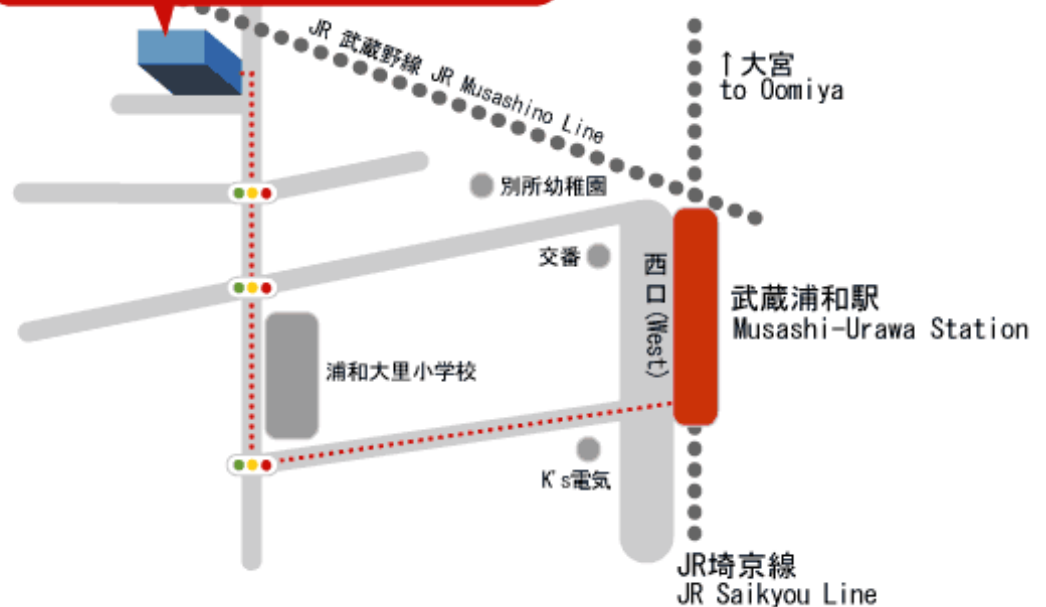 JR 武蔵野線 JR Musashino Line
↑大宮
to Oomiya
別所幼稚園
交番
西口(West)
武蔵浦和駅
Musashi-Urawa Station
浦和大里小学校
K's電気
JR埼京線
JR Saikyou Line